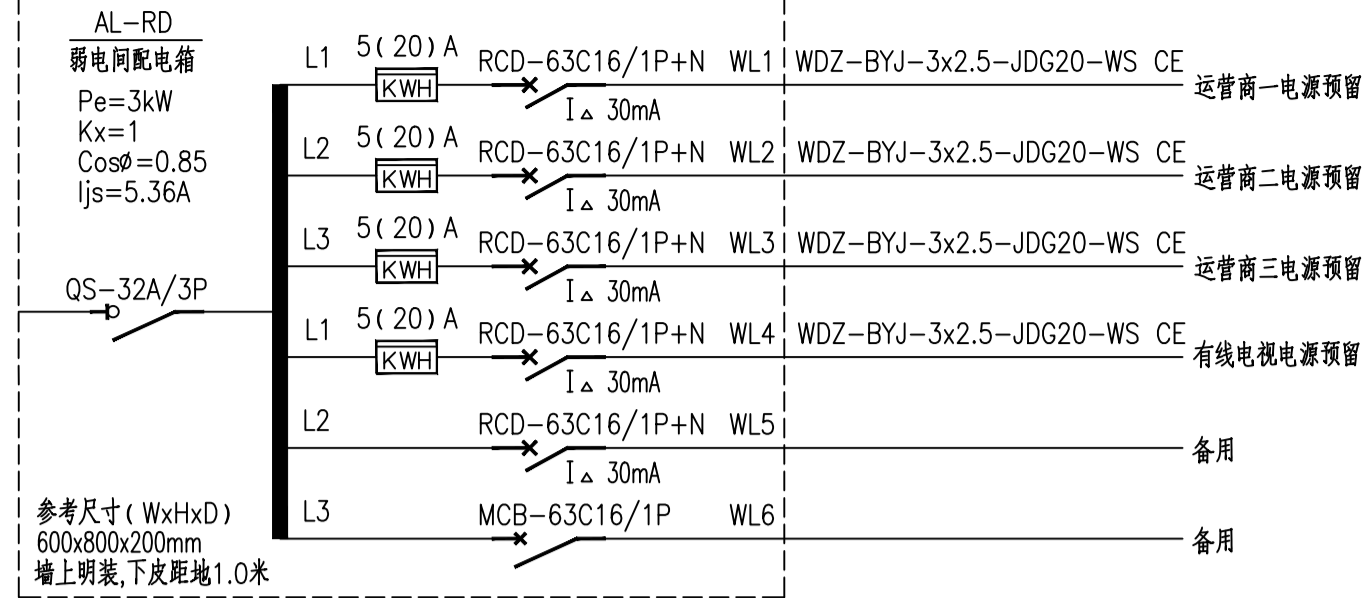 AL-RD
弱电间配电箱
Pe=3kW
Kx=1
Cosø=0.85
Ijs=5.36A
QS-32A/3P
L1 5(20)A RCD-63C16/1P+N WL1 WDZ-BYJ-3x2.5-JDG20-WS CE
KWH I△ 30mA 运营商一电源预留
L2 5(20)A RCD-63C16/1P+N WL2 WDZ-BYJ-3x2.5-JDG20-WS CE
KWH I△ 30mA 运营商二电源预留
L3 5(20)A RCD-63C16/1P+N WL3 WDZ-BYJ-3x2.5-JDG20-WS CE
KWH I△ 30mA 运营商三电源预留
L1 5(20)A RCD-63C16/1P+N WL4 WDZ-BYJ-3x2.5-JDG20-WS CE
KWH I△ 30mA 有线电视电源预留
L2 RCD-63C16/1P+N WL5
I△ 30mA 备用
L3 MCB-63C16/1P WL6
备用
参考尺寸(WxHxD)
600x800x200mm
墙上明装,下皮距地1.0米